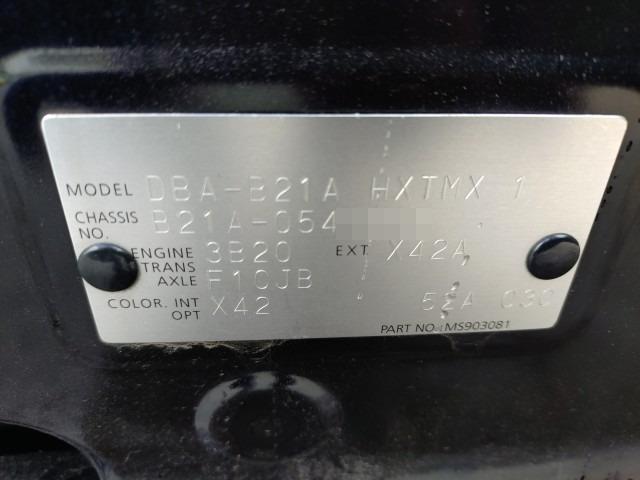 MODEL DBA-B21A HXTMX 1
CHASSIS NO. B21A-054
ENGINE 3B20 EXT X42A
TRANS AXLE F1CJB
COLOR. INT OPT X42 52A 03C
PART NO.:MS903081